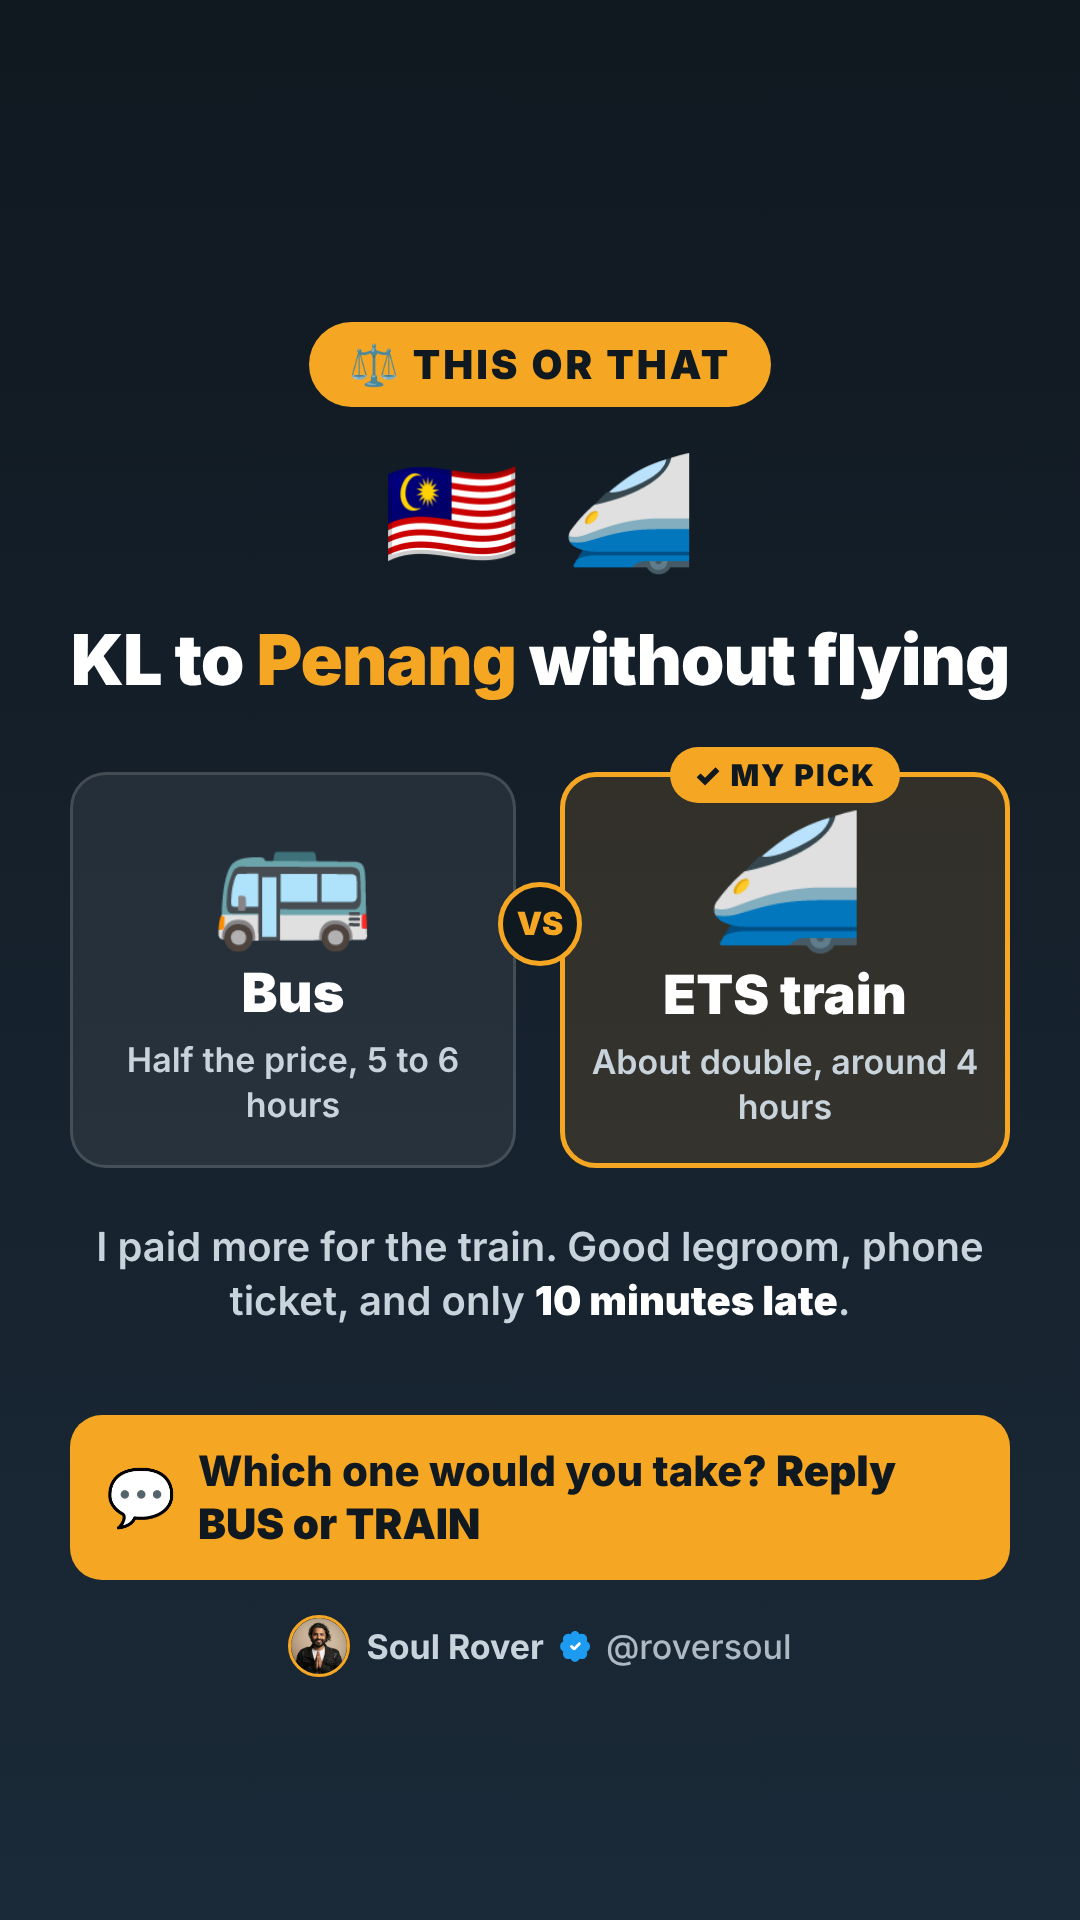 THIS OR THAT
KL to Penang without flying
MY PICK
Bus
Half the price, 5 to 6
hours
VS
ETS train
About double, around 4
hours
I paid more for the train. Good legroom, phone
ticket, and only 10 minutes late.
Which one would you take? Reply
BUS or TRAIN
Soul Rover @roversoul